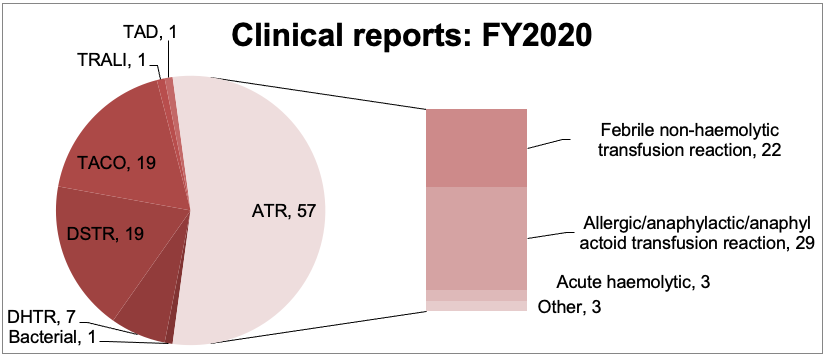 Clinical reports: FY2020
TAD, 1
TRALI, 1
TACO, 19
DSTR, 19
DHTR, 7
Bacterial, 1
ATR, 57
Febrile non-haemolytic
transfusion reaction, 22
Allergic/anaphylactic/anaphyl
actoid transfusion reaction, 29
Acute haemolytic, 3
Other, 3